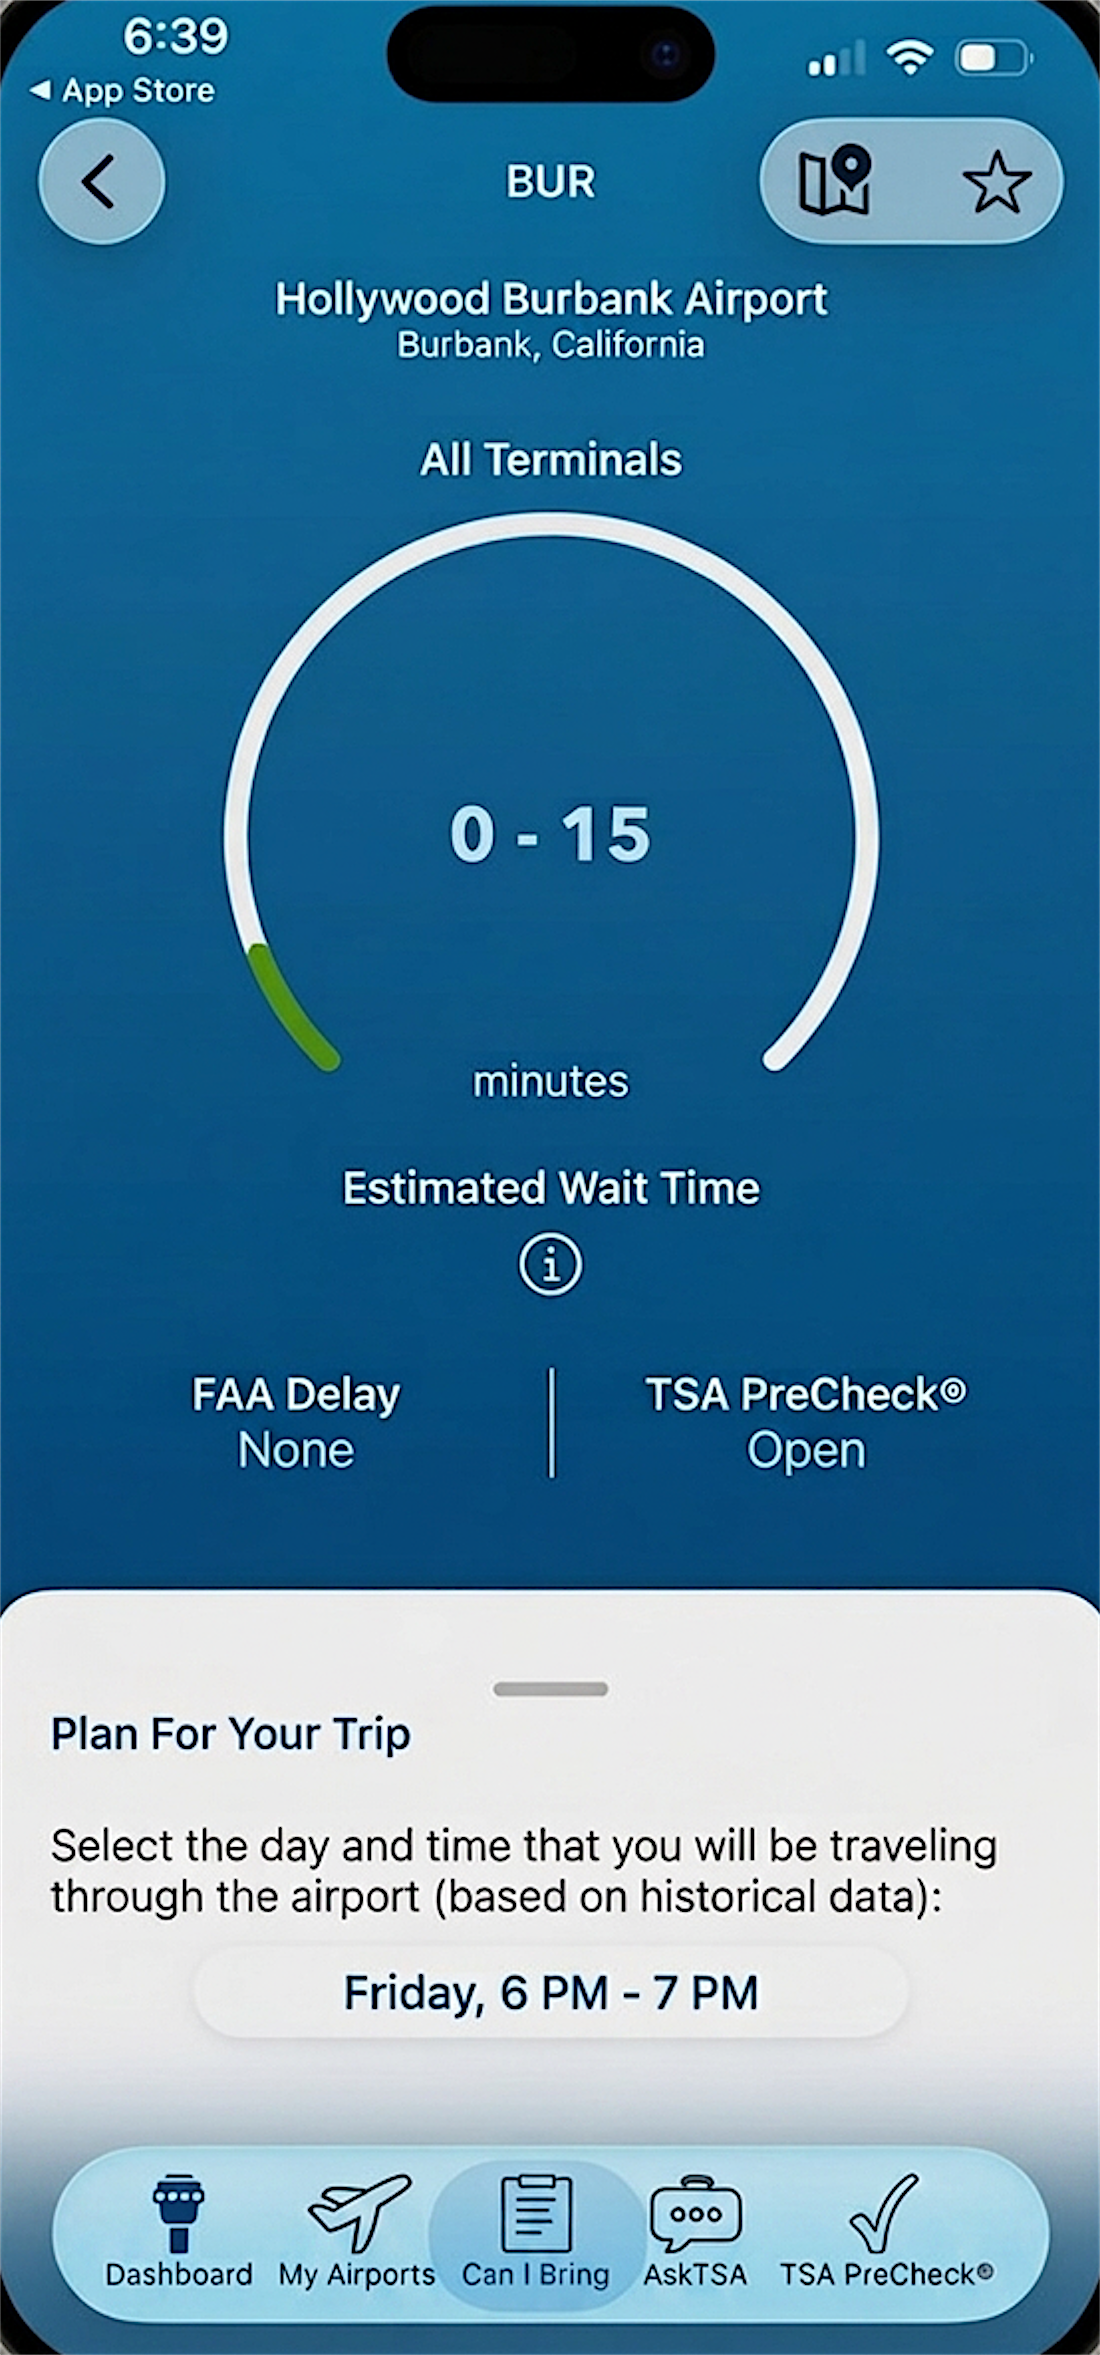 6:39
◀ App Store
BUR
Hollywood Burbank Airport
Burbank, California
All Terminals
0 - 15
minutes
Estimated Wait Time
i
FAA Delay
None
TSA PreCheck®
Open
Plan For Your Trip
Select the day and time that you will be traveling
through the airport (based on historical data):
Friday, 6 PM - 7 PM
Dashboard
My Airports
Can I Bring
AskTSA
TSA PreCheck®